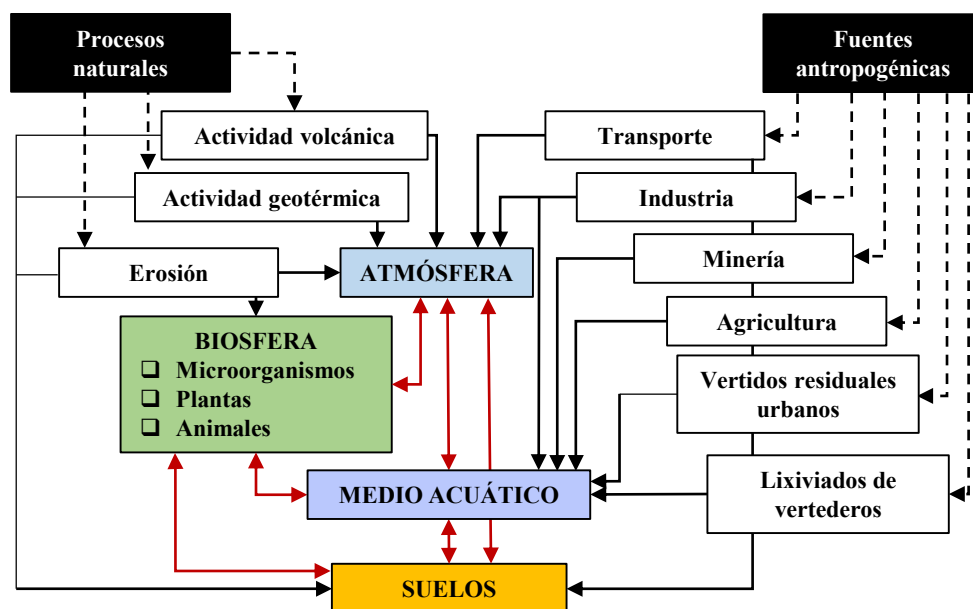 Procesos
naturales
Fuentes
antropogénicas
Actividad volcánica
Transporte
Actividad geotérmica
Industria
Erosión
ATMÓSFERA
Minería
BIOSFERA
Microorganismos
Plantas
Animales
Agricultura
Vertidos residuales
urbanos
MEDIO ACUÁTICO
Lixiviados de
vertederos
SUELOS